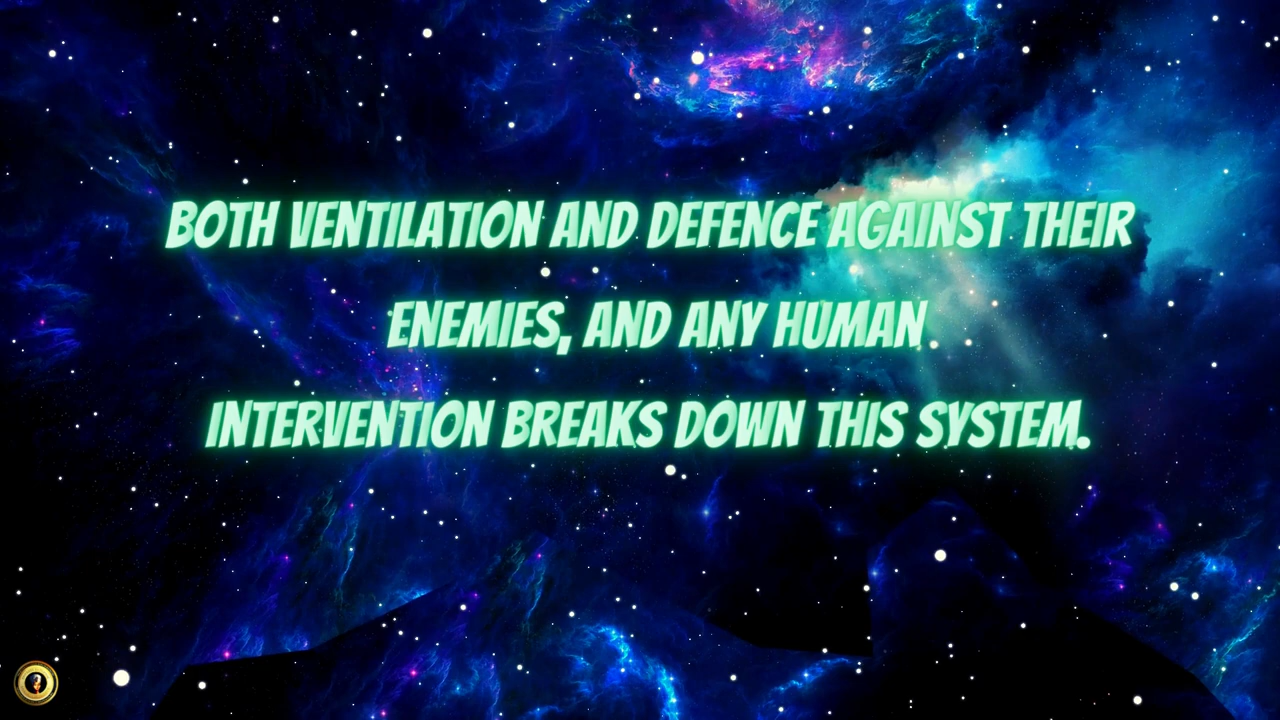 BOTH VENTILATION AND DEFENCE AGAINST THEIR
ENEMIES, AND ANY HUMAN
INTERVENTION BREAKS DOWN THIS SYSTEM.